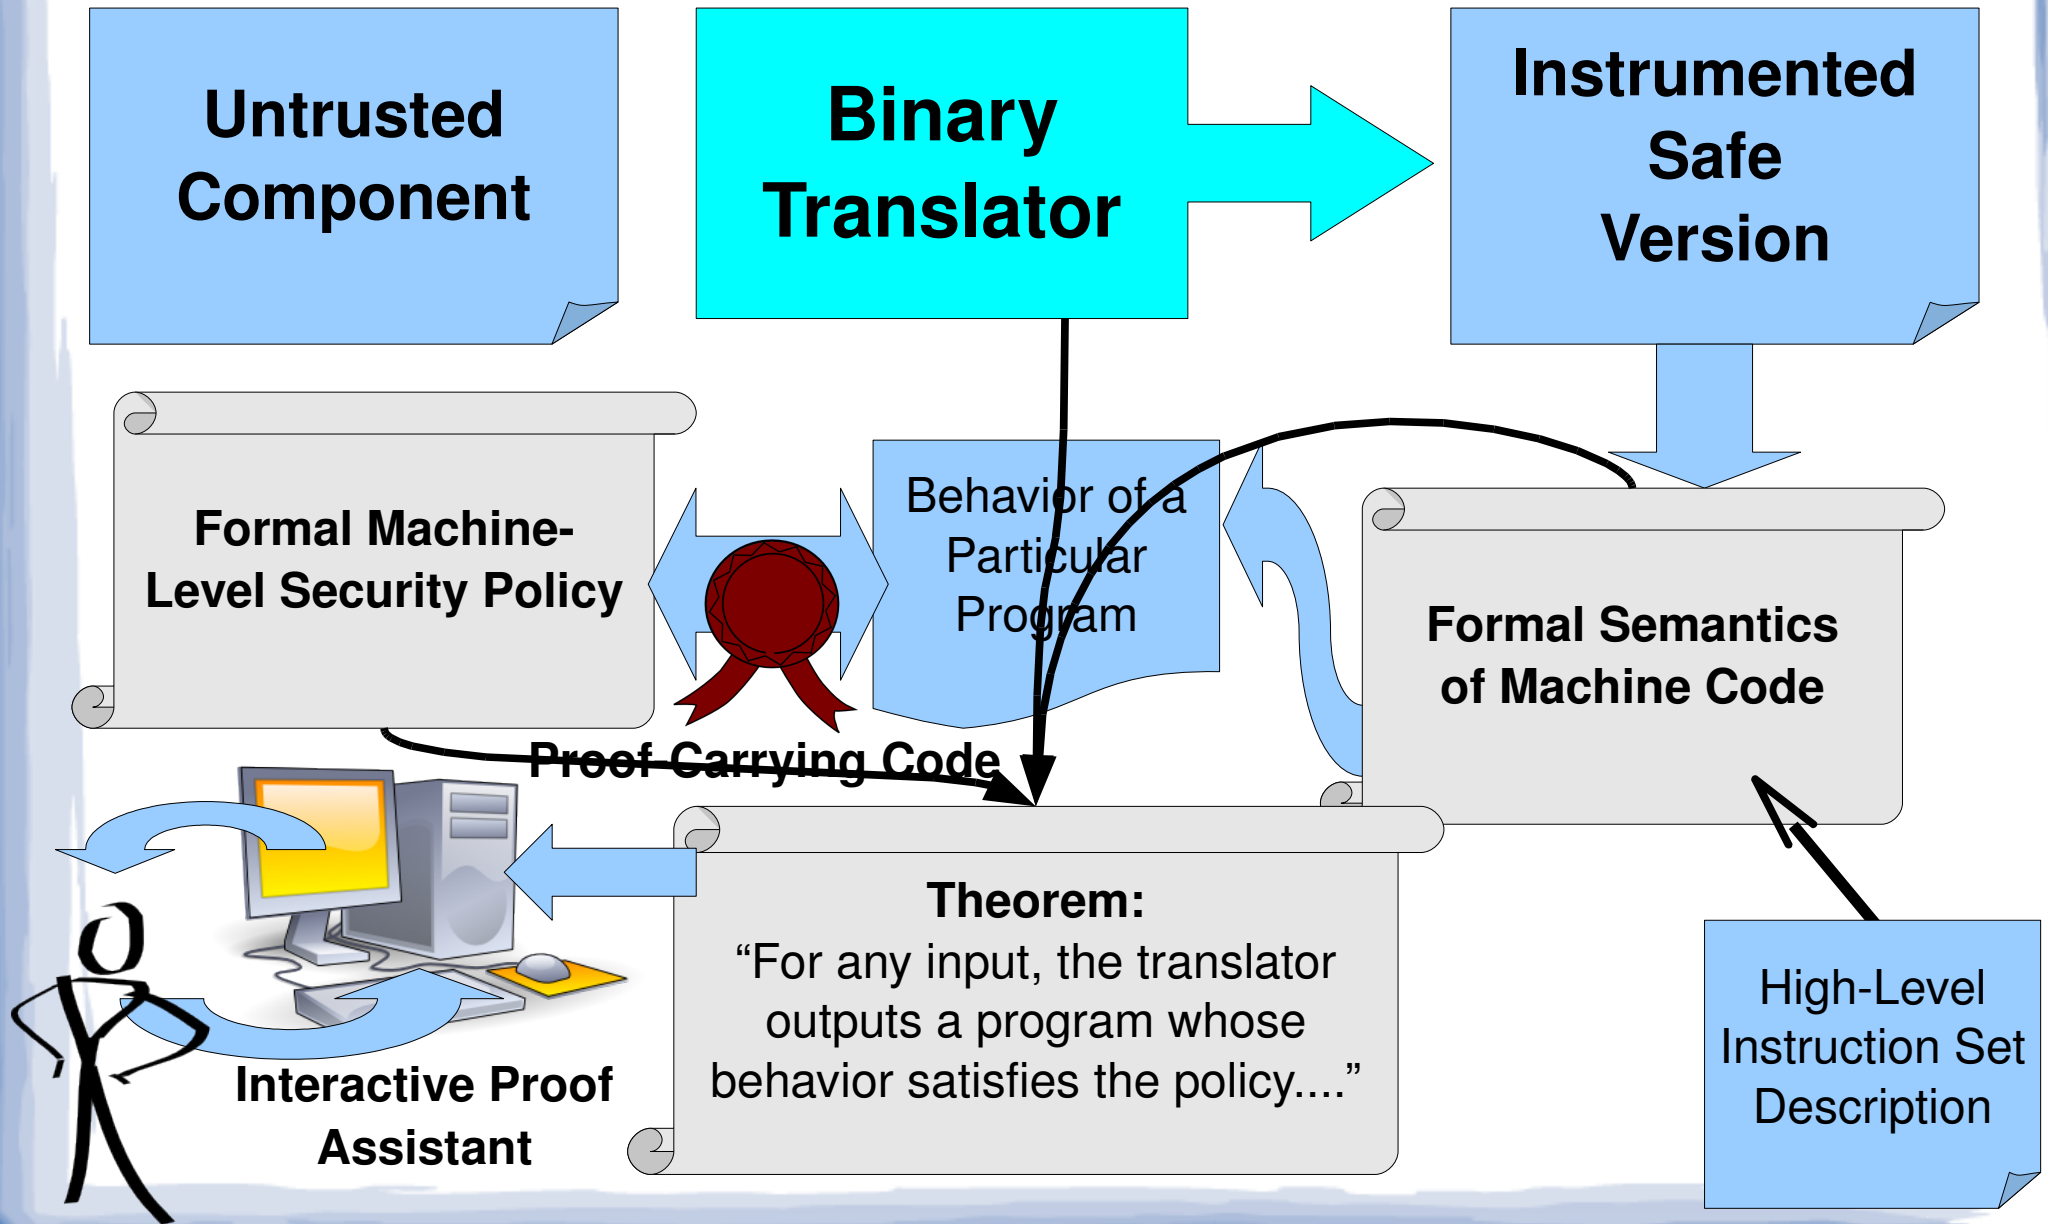 Untrusted
Component
Binary
Translator
Instrumented
Safe
Version
Formal Machine-
Level Security Policy
Behavior of a
Particular
Program
Formal Semantics
of Machine Code
Proof-Carrying Code
Theorem:
“For any input, the translator
outputs a program whose
behavior satisfies the policy....”
High-Level
Instruction Set
Description
Interactive Proof
Assistant